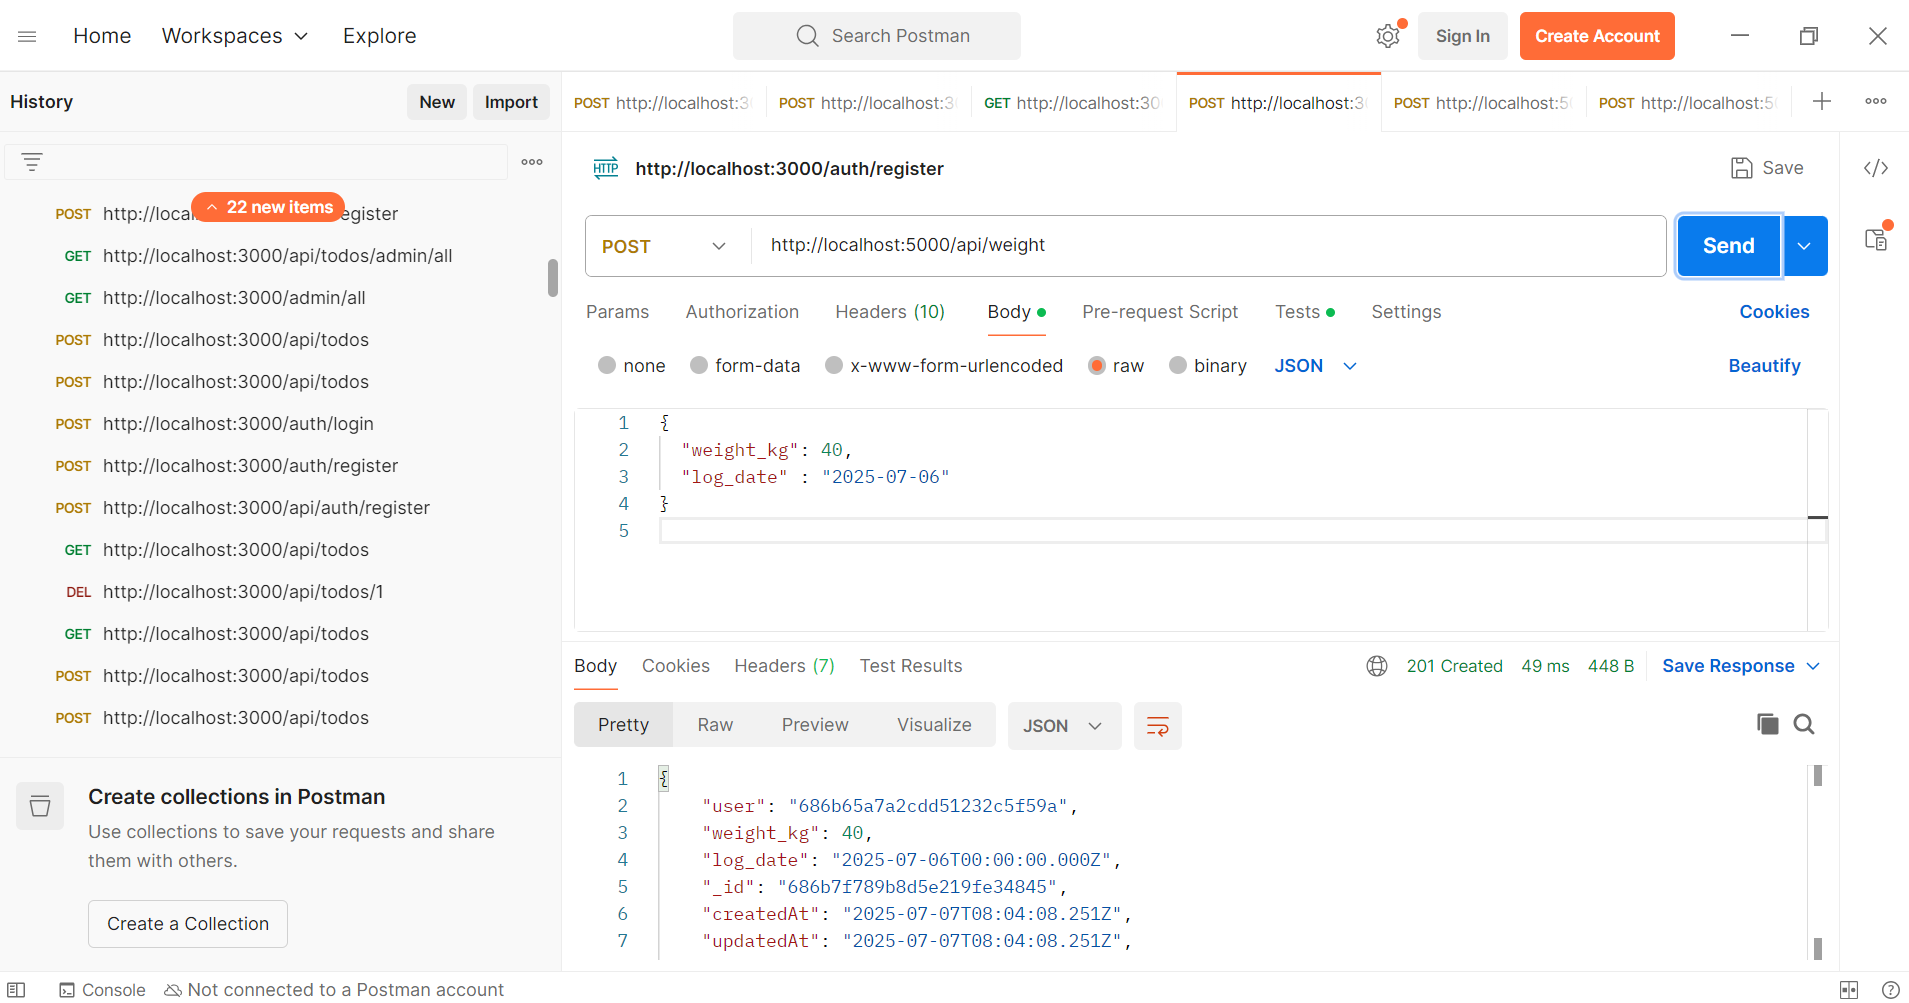 Home Workspaces Explore Search Postman Sign In Create Account
History New Import
POST http://localhost:3 POST http://localhost:3 GET http://localhost:30 POST http://localhost:3 POST http://localhost:5 POST http://localhost:5
22 new items
POST http://local register
GET http://localhost:3000/api/todos/admin/all
GET http://localhost:3000/admin/all
POST http://localhost:3000/api/todos
POST http://localhost:3000/api/todos
POST http://localhost:3000/auth/login
POST http://localhost:3000/auth/register
POST http://localhost:3000/api/auth/register
GET http://localhost:3000/api/todos
DEL http://localhost:3000/api/todos/1
GET http://localhost:3000/api/todos
POST http://localhost:3000/api/todos
POST http://localhost:3000/api/todos
Create collections in Postman
Use collections to save your requests and share
them with others.
Create a Collection
HTTP http://localhost:3000/auth/register Save
POST http://localhost:5000/api/weight Send
Params Authorization Headers (10) Body Pre-request Script Tests Settings Cookies
none form-data x-www-form-urlencoded raw binary JSON Beautify
1 {
2 "weight_kg": 40,
3 "log_date" : "2025-07-06"
4 }
5
Body Cookies Headers (7) Test Results 201 Created 49 ms 448 B Save Response
Pretty Raw Preview Visualize JSON
1 {
2 "user": "686b65a7a2cdd51232c5f59a",
3 "weight_kg": 40,
4 "log_date": "2025-07-06T00:00:00.000Z",
5 "_id": "686b7f789b8d5e219fe34845",
6 "createdAt": "2025-07-07T08:04:08.251Z",
7 "updatedAt": "2025-07-07T08:04:08.251Z",
Console Not connected to a Postman account